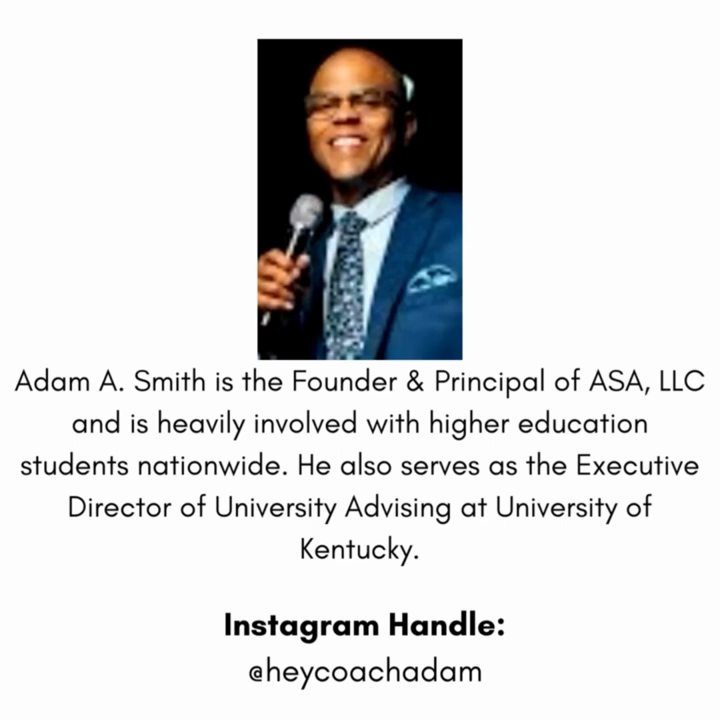 Adam A. Smith is the Founder & Principal of ASA, LLC
and is heavily involved with higher education
students nationwide. He also serves as the Executive
Director of University Advising at University of
Kentucky.
Instagram Handle:
@heycoachadam